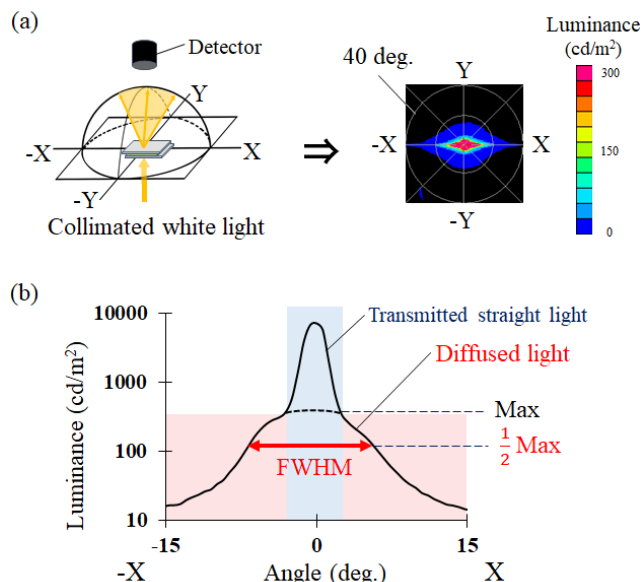 (a)
Detector
Y
-X
X
-Y
Collimated white light
⇒
40 deg.
Y
-X
X
-Y
Luminance
(cd/m²)
300
150
0
(b)
Luminance (cd/m²)
10000
1000
100
10
Transmitted straight light
Diffused light
Max
1/2 Max
FWHM
-15
0
15
-X
Angle (deg.)
X